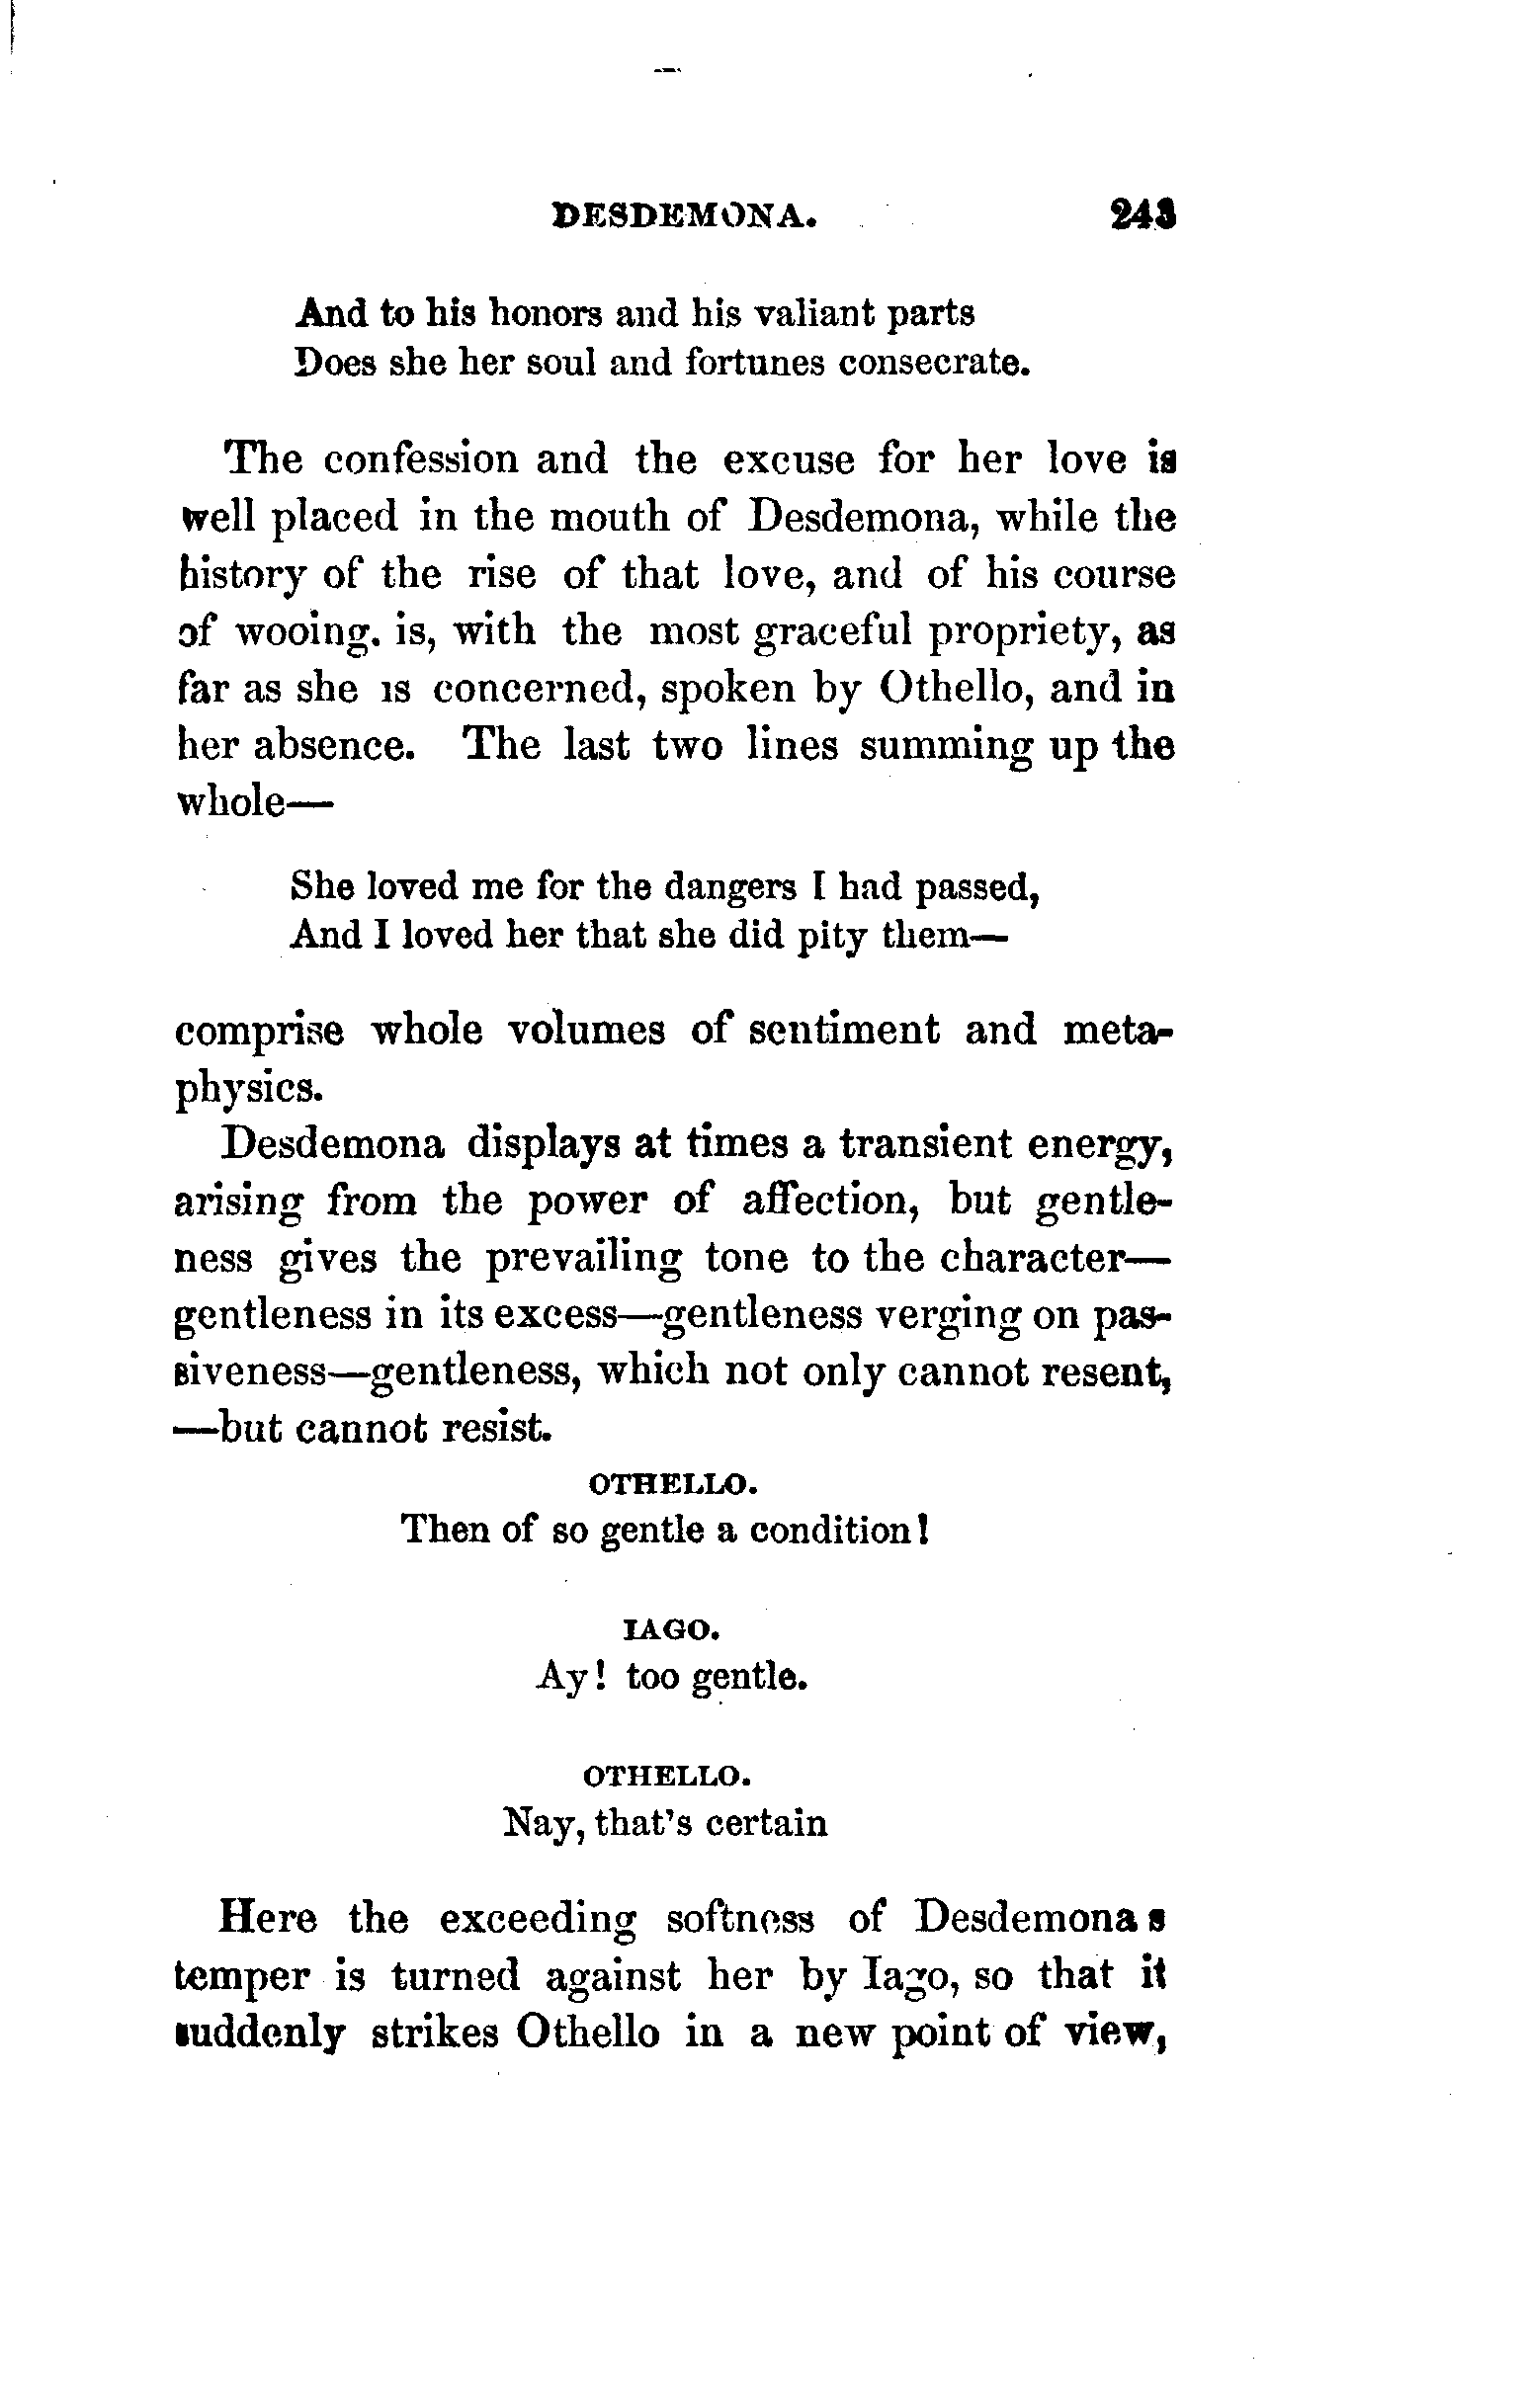 DESDEMONA. 243
And to his honors and his valiant parts
Does she her soul and fortunes consecrate.
The confession and the excuse for her love is
well placed in the mouth of Desdemona, while the
history of the rise of that love, and of his course
of wooing. is, with the most graceful propriety, as
far as she is concerned, spoken by Othello, and in
her absence. The last two lines summing up the
whole—
She loved me for the dangers I had passed,
And I loved her that she did pity them—
comprise whole volumes of sentiment and meta-
physics.
Desdemona displays at times a transient energy,
arising from the power of affection, but gentle-
ness gives the prevailing tone to the character—
gentleness in its excess—gentleness verging on pas-
siveness—gentleness, which not only cannot resent,
—but cannot resist.
OTHELLO.
Then of so gentle a condition!
IAGO.
Ay! too gentle.
OTHELLO.
Nay, that's certain
Here the exceeding softness of Desdemona s
temper is turned against her by Iago, so that it
suddenly strikes Othello in a new point of view,